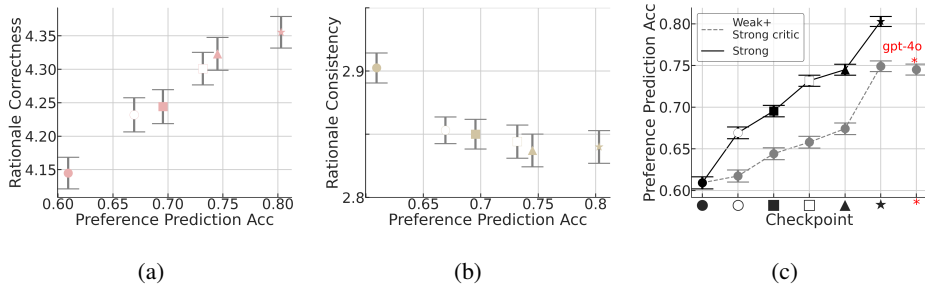 4.35
4.30
4.25
4.20
4.15
0.60
0.65
0.70
0.75
0.80
Rationale Correctness
Preference Prediction Acc
(a)
2.9
2.8
0.65
0.7
0.75
0.8
Rationale Consistency
Preference Prediction Acc
(b)
Weak+
Strong critic
Strong
gpt-4o
*
0.80
0.75
0.70
0.65
0.60
Preference Prediction Acc
*
Checkpoint
(c)